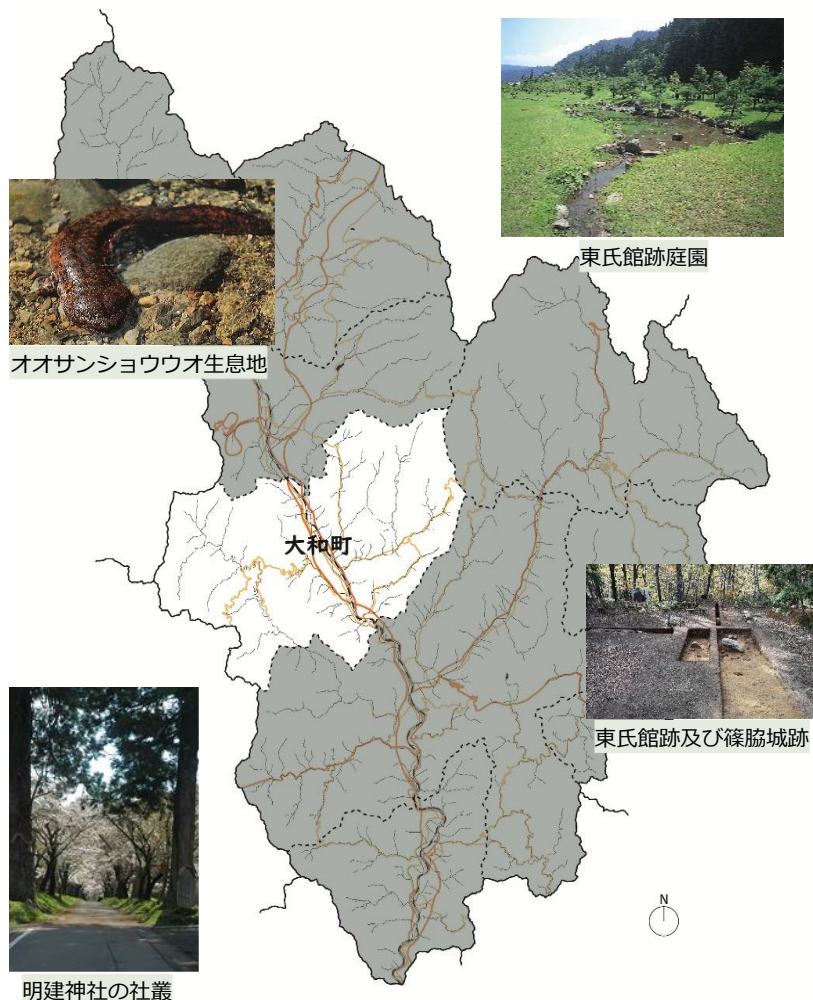 東氏館跡庭園
オオサンショウウオ生息地
大和町
東氏館跡及び篠脇城跡
N
明建神社の社叢